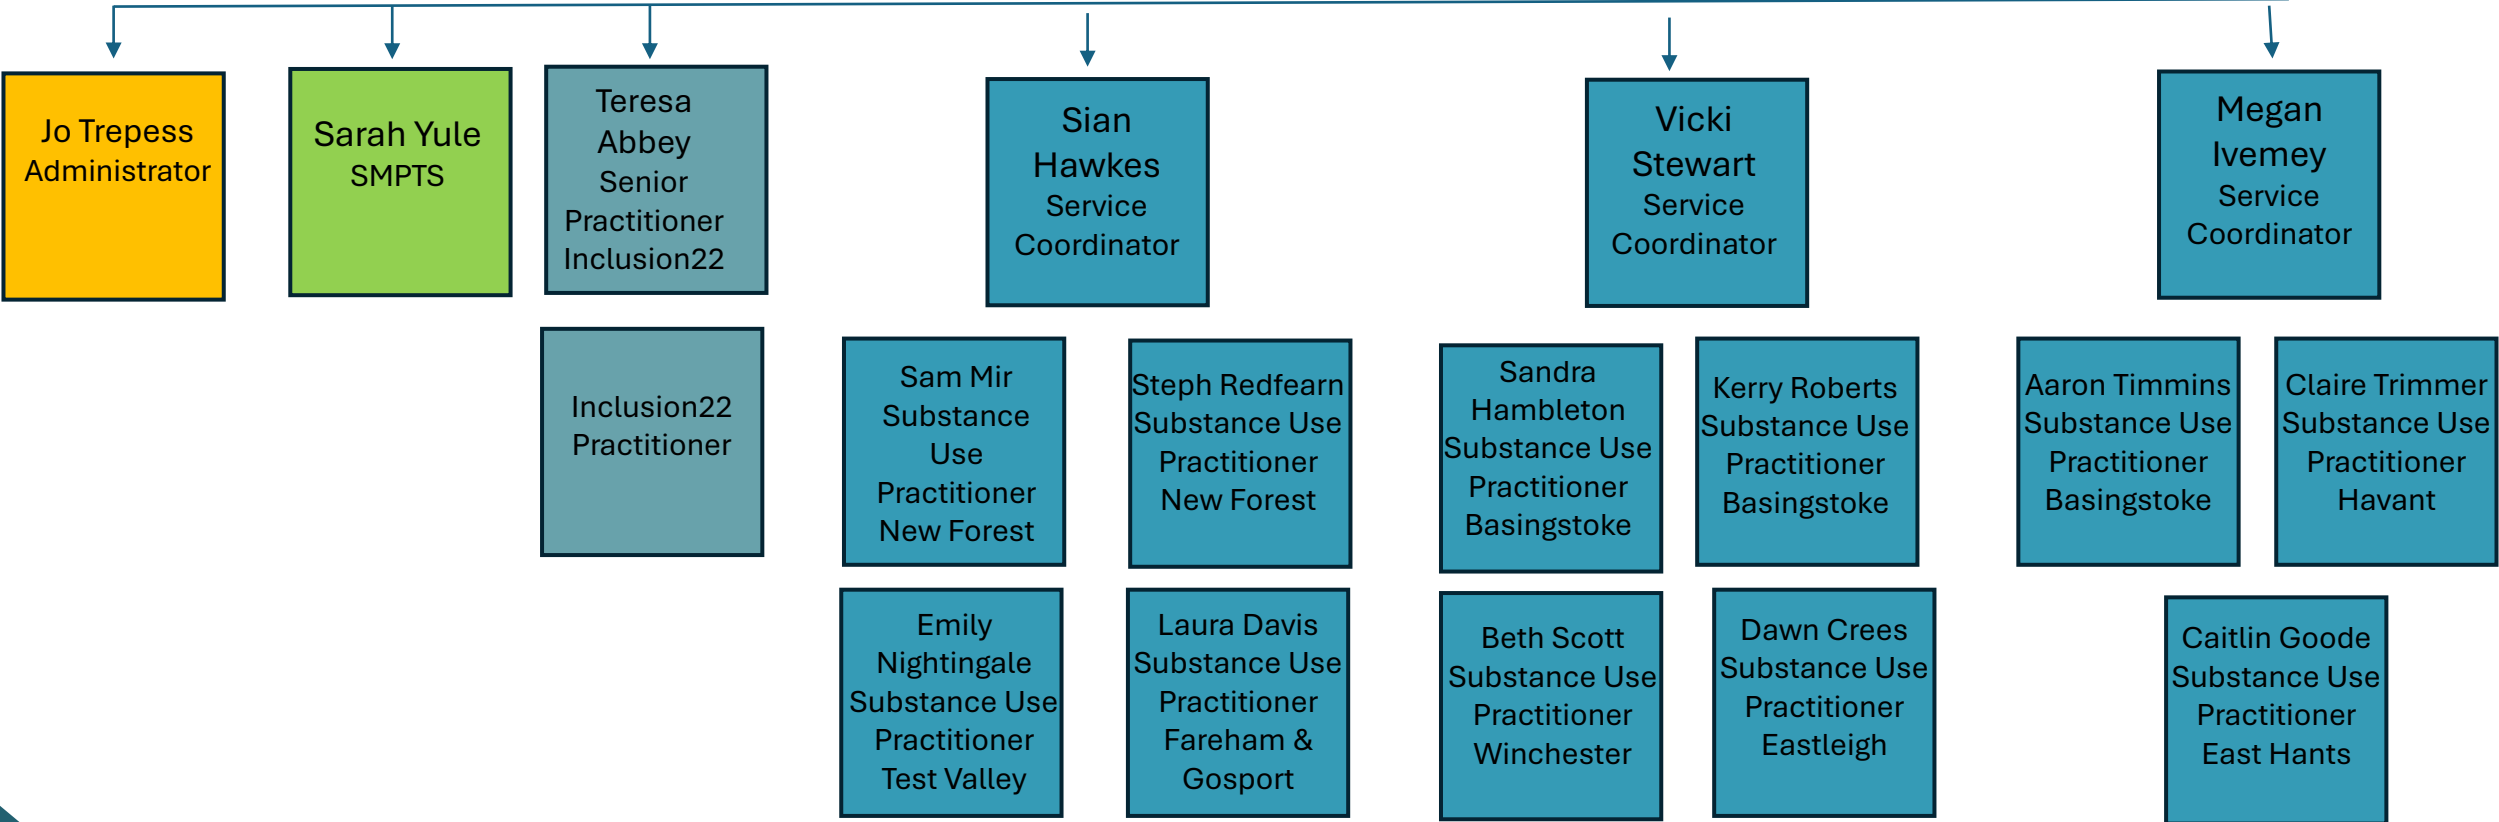 Jo Trepess
Administrator
Sarah Yule
SMPTS
Teresa
Abbey
Senior
Practitioner
Inclusion22
Sian
Hawkes
Service
Coordinator
Vicki
Stewart
Service
Coordinator
Megan
Ivemey
Service
Coordinator
Inclusion22
Practitioner
Sam Mir
Substance
Use
Practitioner
New Forest
Steph Redfearn
Substance Use
Practitioner
New Forest
Sandra
Hambleton
Substance Use
Practitioner
Basingstoke
Kerry Roberts
Substance Use
Practitioner
Basingstoke
Aaron Timmins
Substance Use
Practitioner
Basingstoke
Claire Trimmer
Substance Use
Practitioner
Havant
Emily
Nightingale
Substance Use
Practitioner
Test Valley
Laura Davis
Substance Use
Practitioner
Fareham &
Gosport
Beth Scott
Substance Use
Practitioner
Winchester
Dawn Crees
Substance Use
Practitioner
Eastleigh
Caitlin Goode
Substance Use
Practitioner
East Hants